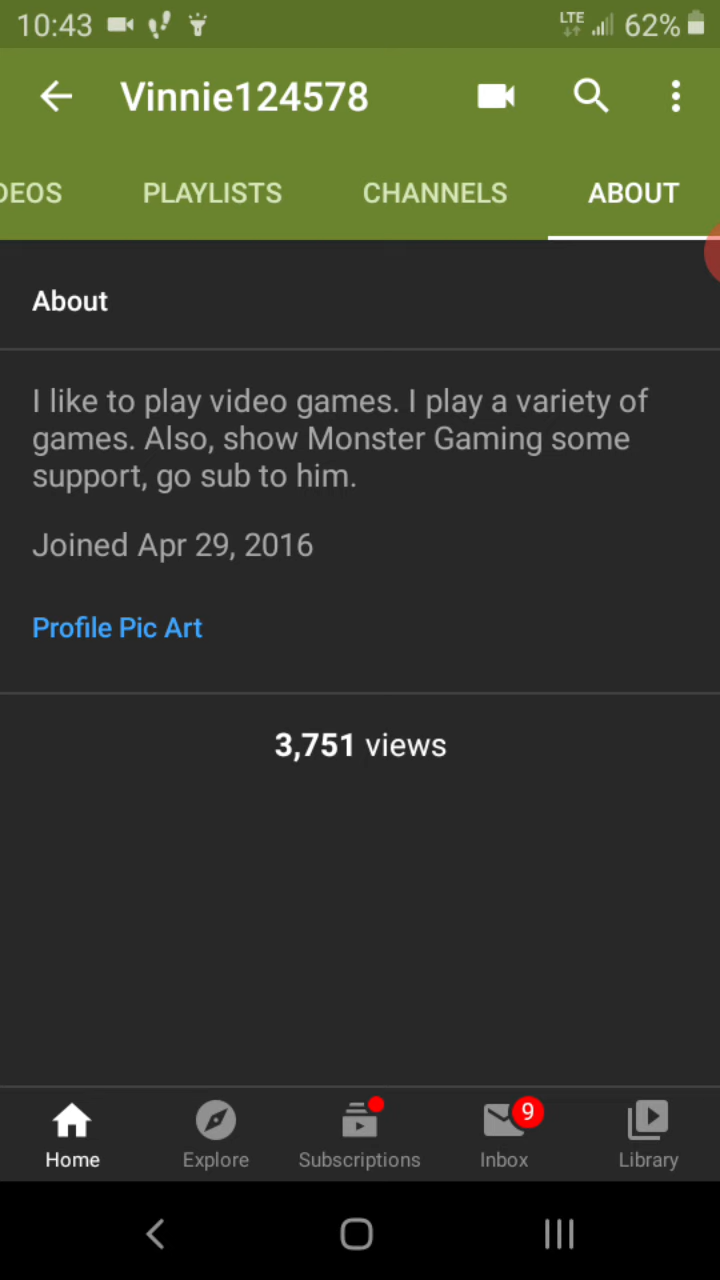 10:43
LTE
62%
Vinnie124578
DEOS
PLAYLISTS
CHANNELS
ABOUT
About
I like to play video games. I play a variety of
games. Also, show Monster Gaming some
support, go sub to him.
Joined Apr 29, 2016
Profile Pic Art
3,751 views
9
Home
Explore
Subscriptions
Inbox
Library